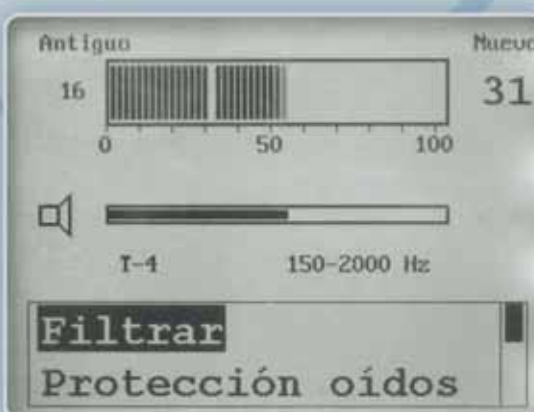 Antiguo Nuevo
16 31
0 50 100
T-4 150-2000 Hz
Filtrar
Protección oídos